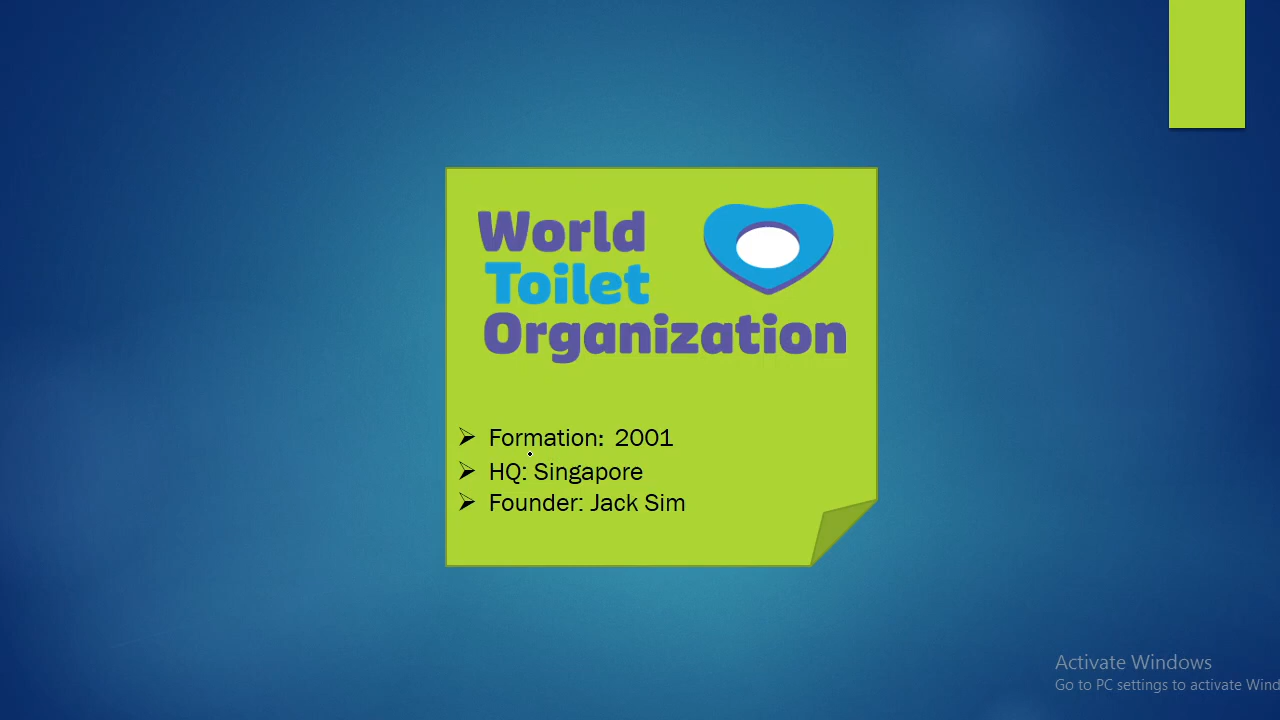 World
Toilet
Organization
Formation: 2001
HQ: Singapore
Founder: Jack Sim
Activate Windows
Go to PC settings to activate Wind